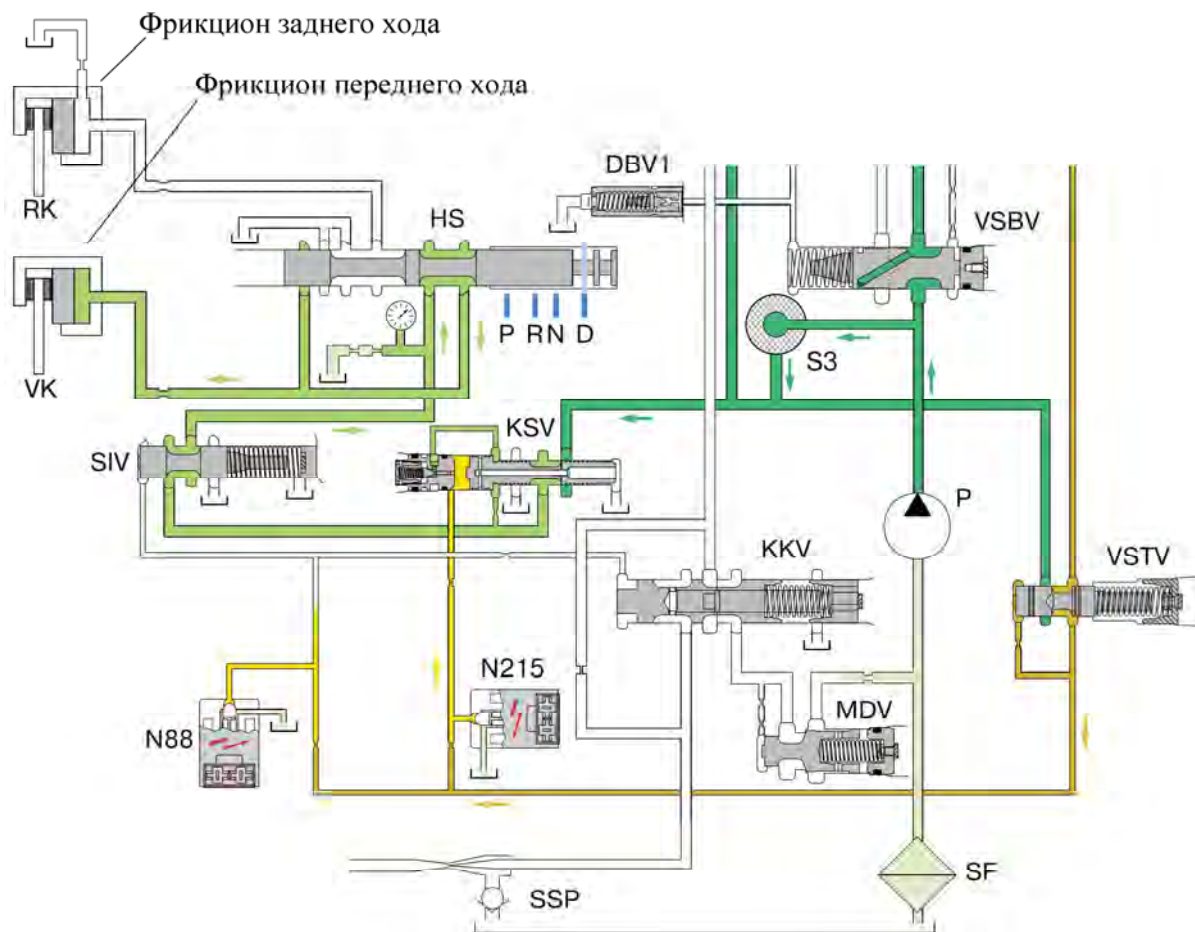 Фрикцион заднего хода
Фрикцион переднего хода
DBV1
RK
HS
VSBV
P R N D
S3
VK
KSV
SIV
P
KKV
VSTV
N215
N88
MDV
SF
SSP